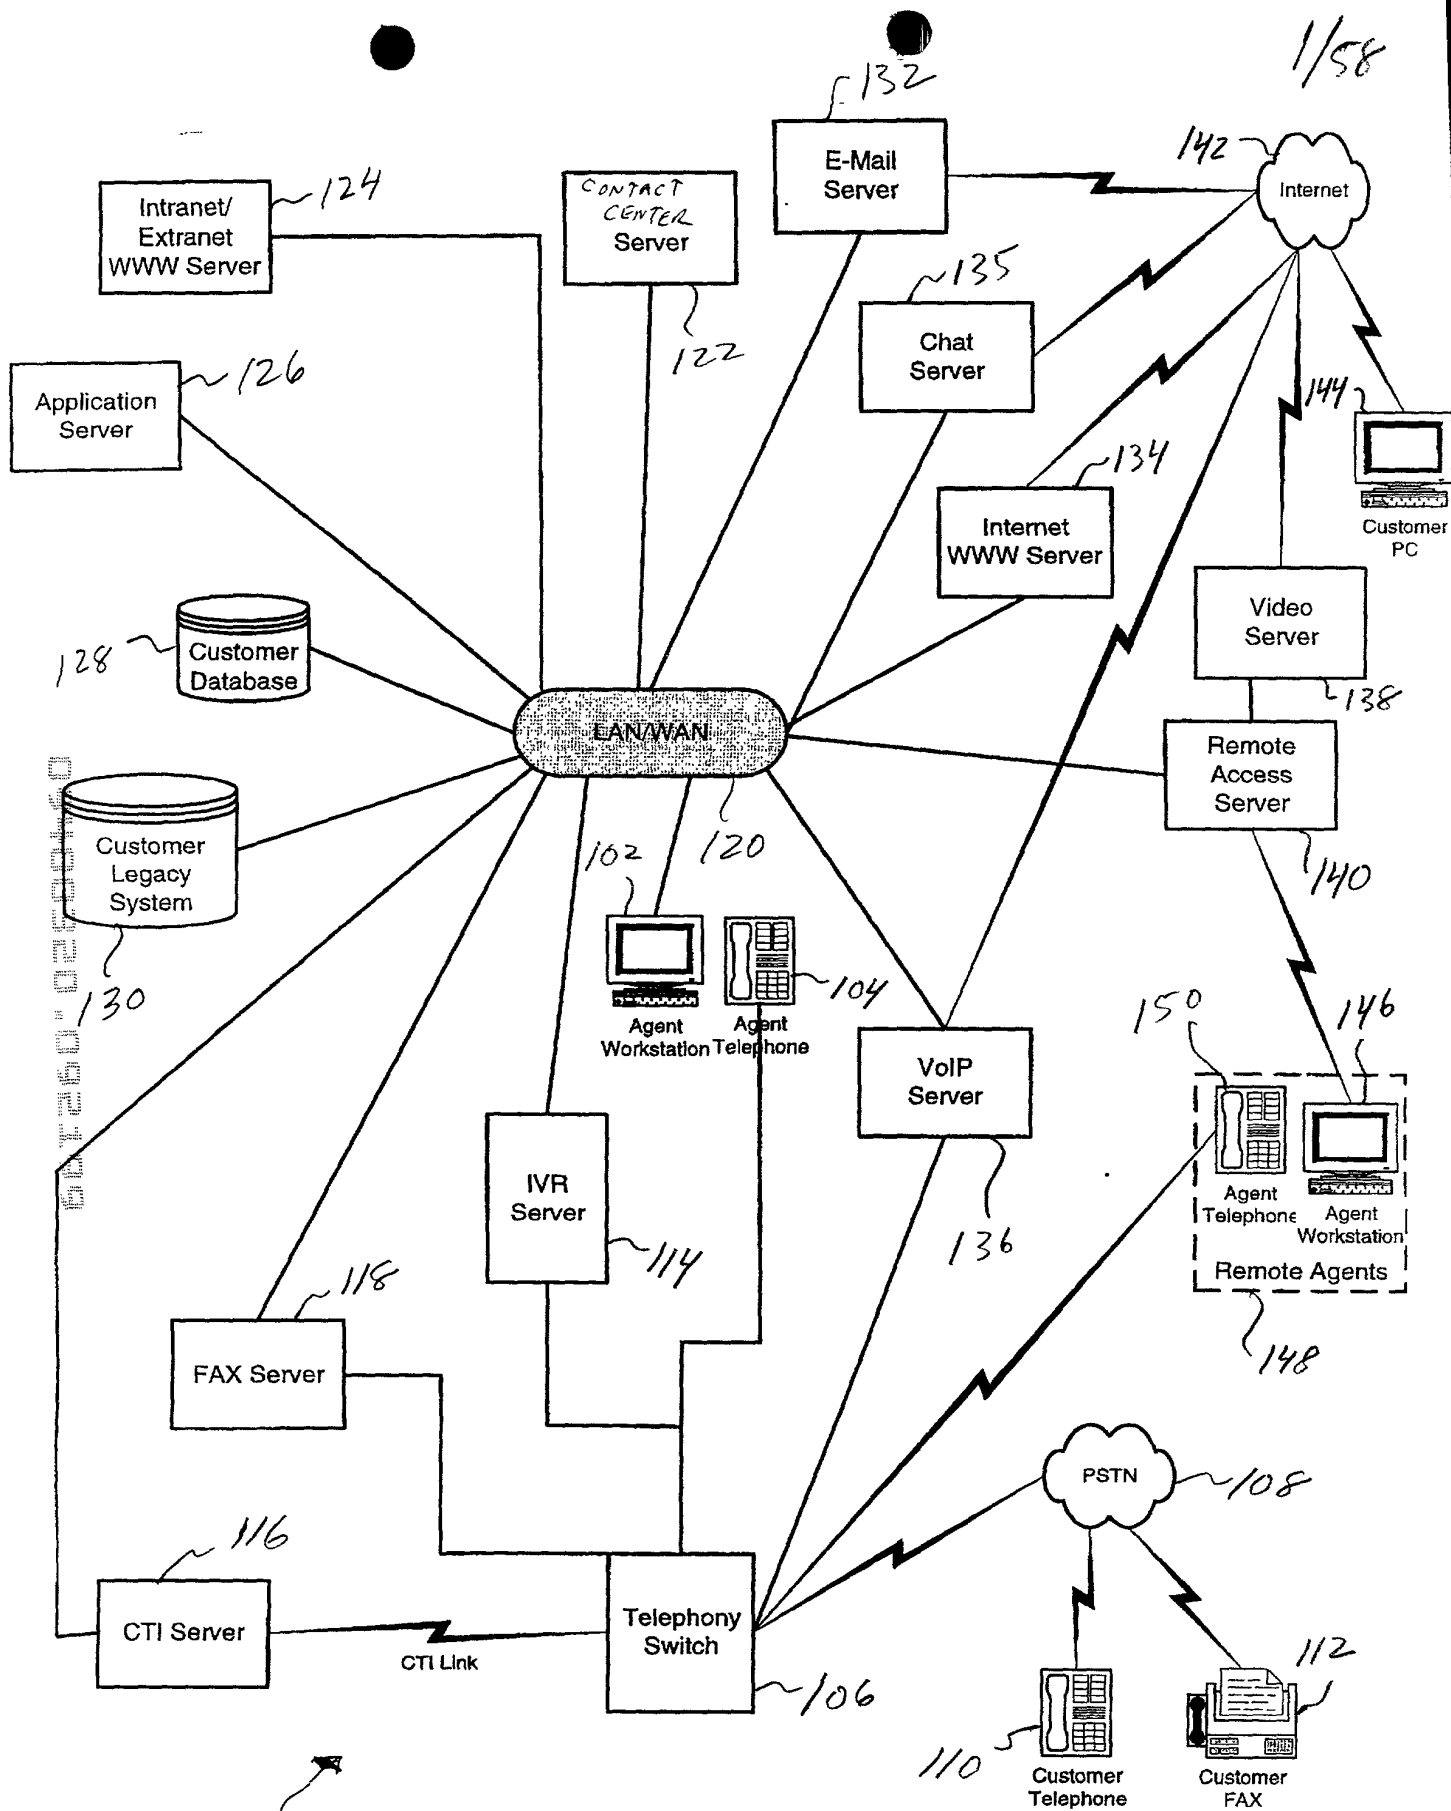 1/58
132
E-Mail
Server
142
Internet
124
Intranet/
Extranet
WWW Server
CONTACT
CENTER
Server
122
135
Chat
Server
126
Application
Server
144
Customer
PC
134
Internet
WWW Server
Video
Server
138
128
Customer
Database
LAN/WAN
120
Remote
Access
Server
140
Customer
Legacy
System
130
102
Agent
Workstation
104
Agent
Telephone
VoIP
Server
136
150
146
Agent
Telephone
Agent
Workstation
Remote Agents
148
IVR
Server
114
118
FAX Server
PSTN
108
116
CTI Server
CTI Link
Telephony
Switch
106
110
Customer
Telephone
112
Customer
FAX